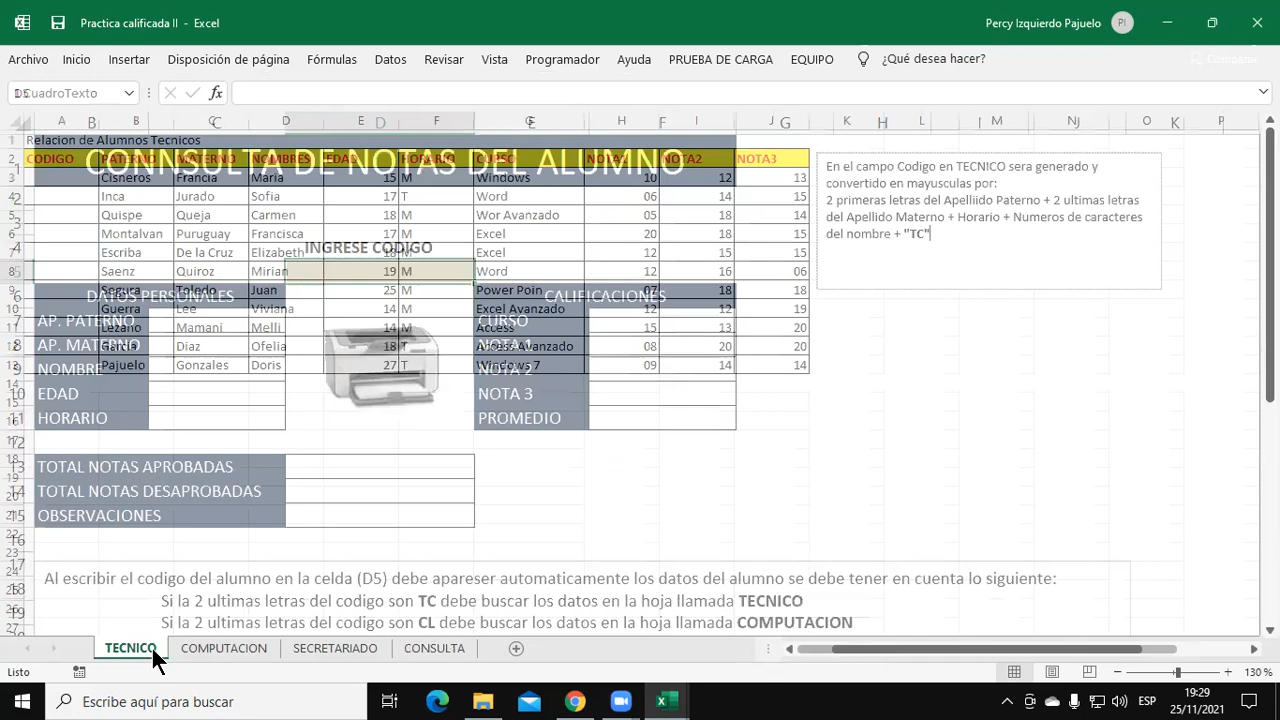 Practica calificada II - Excel
Percy Izquierdo Pajuelo
PI
Archivo Inicio Insertar Disposición de página Fórmulas Datos Revisar Vista Programador Ayuda PRUEBA DE CARGA EQUIPO ¿Qué desea hacer?
Relacion de Alumnos Tecnicos
CODIGO PATERNO MATERNO NOMBRES EDAD HORARIO CURSO NOTA1 NOTA2 NOTA3
CONNSULTA DE NOTAS DEL ALUMNO
Cisneros Francia Maria 15 M Windows 10 12 13
Inca Jurado Sofia 17 T Word 06 14 15
Quispe Queja Carmen 18 M Wor Avanzado 05 18 14
Montalvan Puruguay Francisca 17 M Excel 20 18 15
Escriba De la Cruz Elizabeth 18 M Excel 12 15
INGRESE CODIGO
Saenz Quiroz Mirian 19 M Word 12 16 06
Segura Toledo Juan 25 M Power Poin 07 18 18
Guerra Lee Viviana 14 M Excel Avanzado 12 12 19
Lezano Mamani Melli 14 M Access 15 13 20
Diaz Ofelia 18 T Access Avanzado 08 20 20
Pajuelo Gonzales Doris 27 T Windows 7 09 14 14
En el campo Codigo en TECNICO sera generado y
convertido en mayusculas por:
2 primeras letras del Apelliido Paterno + 2 ultimas letras
del Apellido Materno + Horario + Numeros de caracteres
del nombre + "TC"
DATOS PERSONALES
AP. PATERNO
AP. MATERNO
NOMBRE
EDAD
HORARIO
CALIFICACIONES
CURSO
NOTA 1
NOTA 2
NOTA 3
PROMEDIO
TOTAL NOTAS APROBADAS
TOTAL NOTAS DESAPROBADAS
OBSERVACIONES
Al escribir el codigo del alumno en la celda (D5) debe apareser automaticamente los datos del alumno se debe tener en cuenta lo siguiente:
Si la 2 ultimas letras del codigo son TC debe buscar los datos en la hoja llamada TECNICO
Si la 2 ultimas letras del codigo son CL debe buscar los datos en la hoja llamada COMPUTACION
TECNICO COMPUTACION SECRETARIADO CONSULTA
Listo
130 %
Escribe aquí para buscar
ESP
19:29
25/11/2021